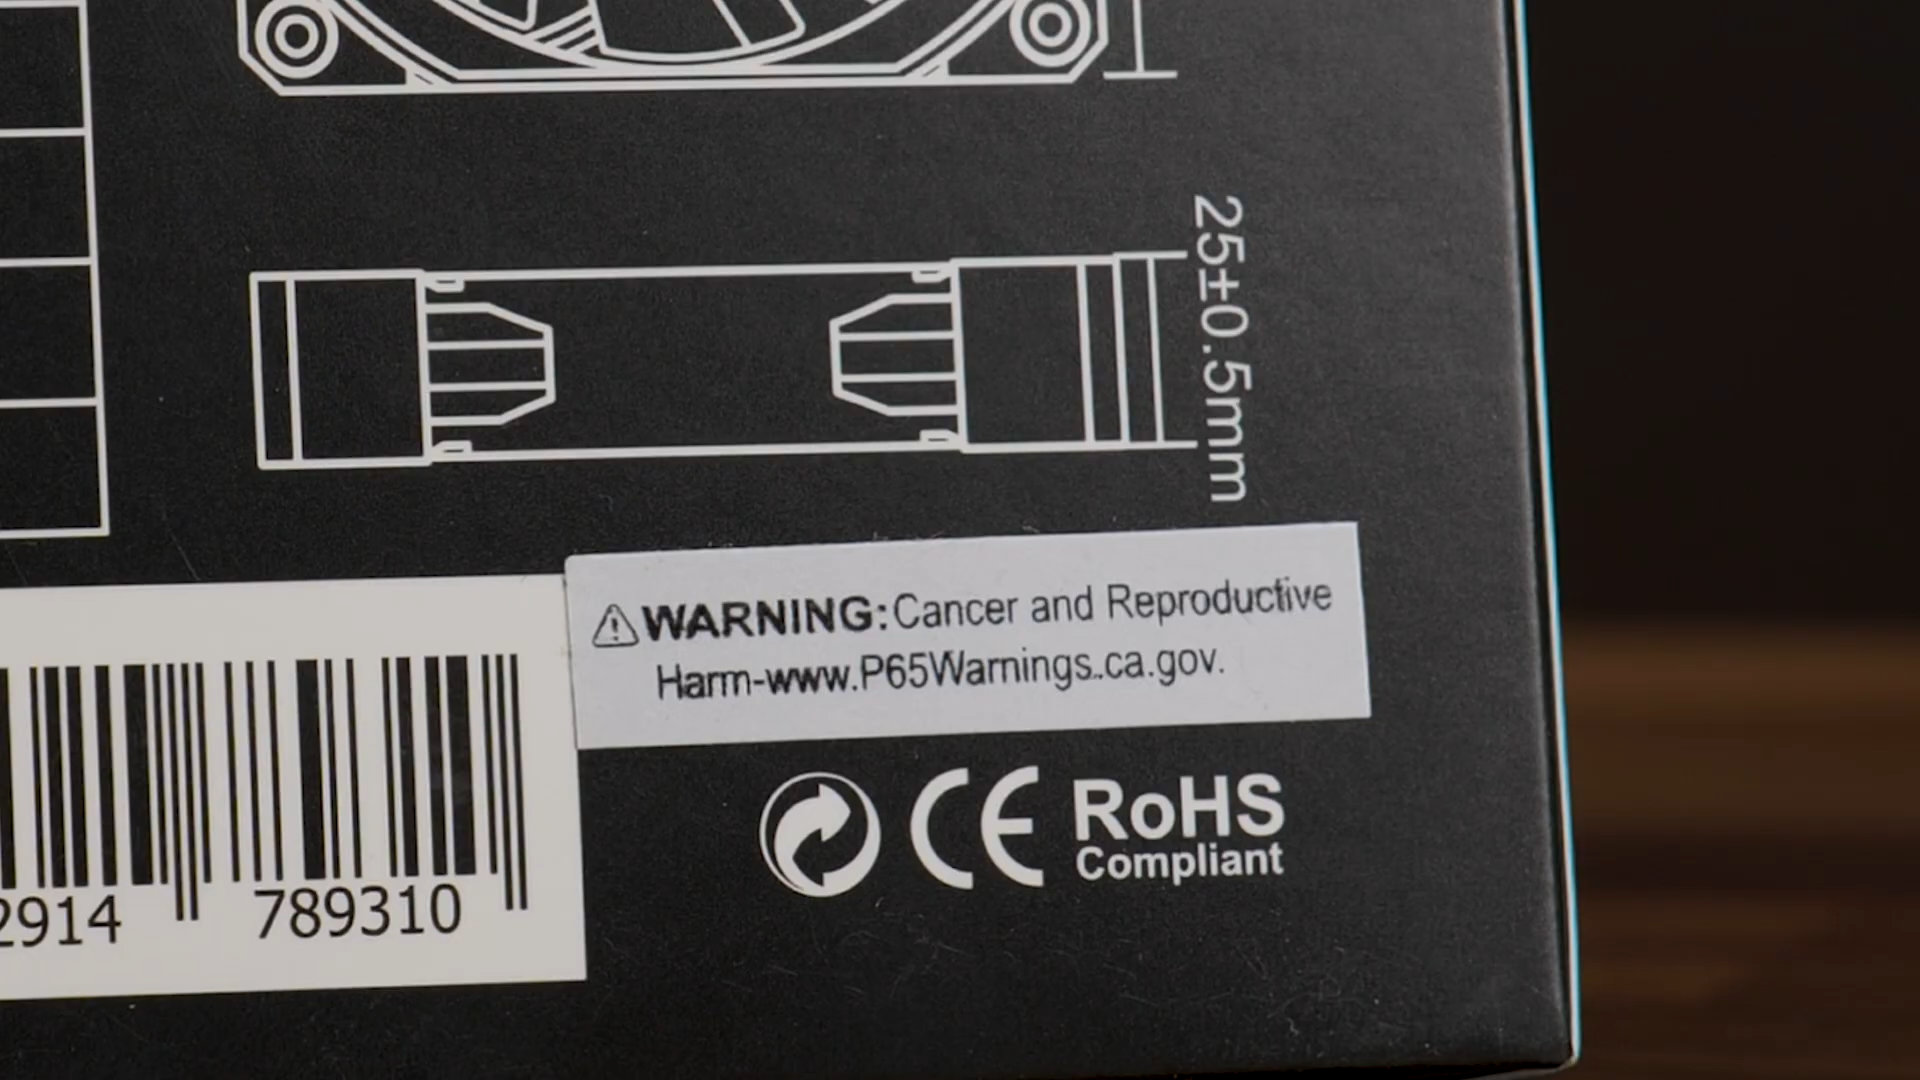 25±0.5mm
⚠WARNING:Cancer and Reproductive
Harm-www.P65Warnings.ca.gov.
2914 789310
CE RoHS
Compliant